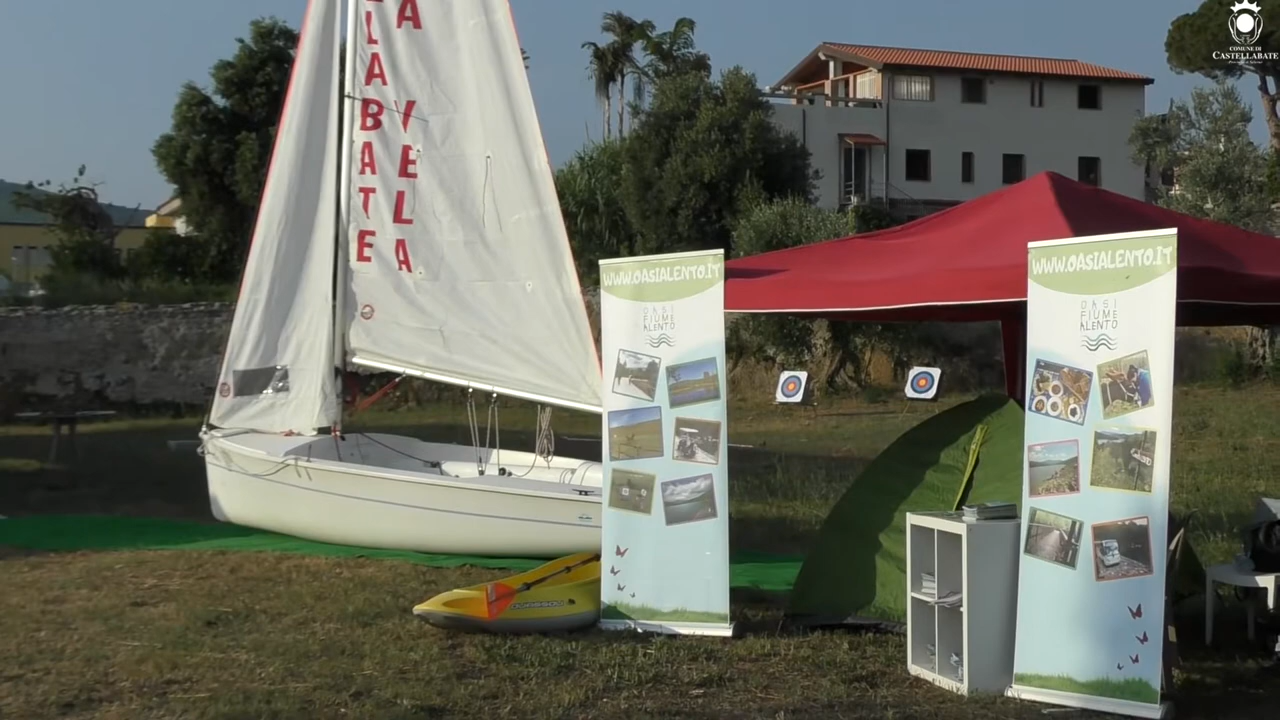 COMUNE DI
CASTELLABATE
LABATE
A VELA
WWW.OASIALENTO.IT
OASI
FIUME
ALENTO
WWW.OASIALENTO.IT
OASI
FIUME
ALENTO